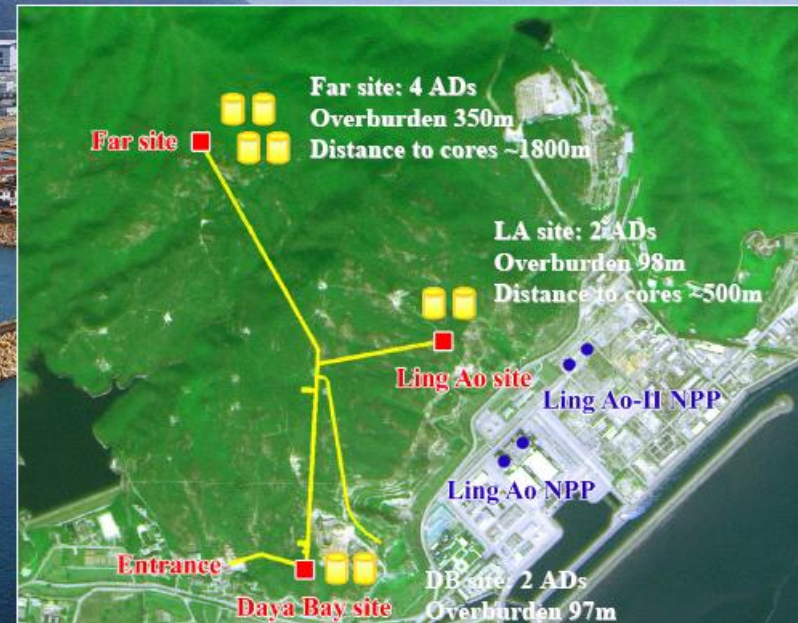 Far site: 4 ADs
Overburden 350m
Distance to cores ~1800m
Far site
LA site: 2 ADs
Overburden 98m
Distance to cores ~500m
Ling Ao site
Ling Ao-II NPP
Ling Ao NPP
Entrance
Daya Bay site
DB site: 2 ADs
Overburden 97m